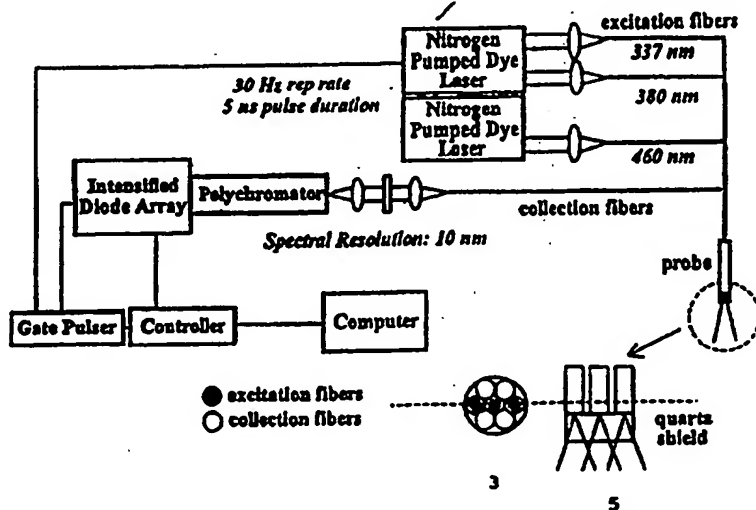 excitation fibers
Nitrogen
Pumped Dye
Laser
337 nm
380 nm
30 Hz rep rate
5 ns pulse duration
Nitrogen
Pumped Dye
Laser
460 nm
Intensified
Diode Array
Polychromator
collection fibers
Spectral Resolution: 10 nm
probe
Gate Pulser
Controller
Computer
excitation fibers
collection fibers
quartz
shield
3
5